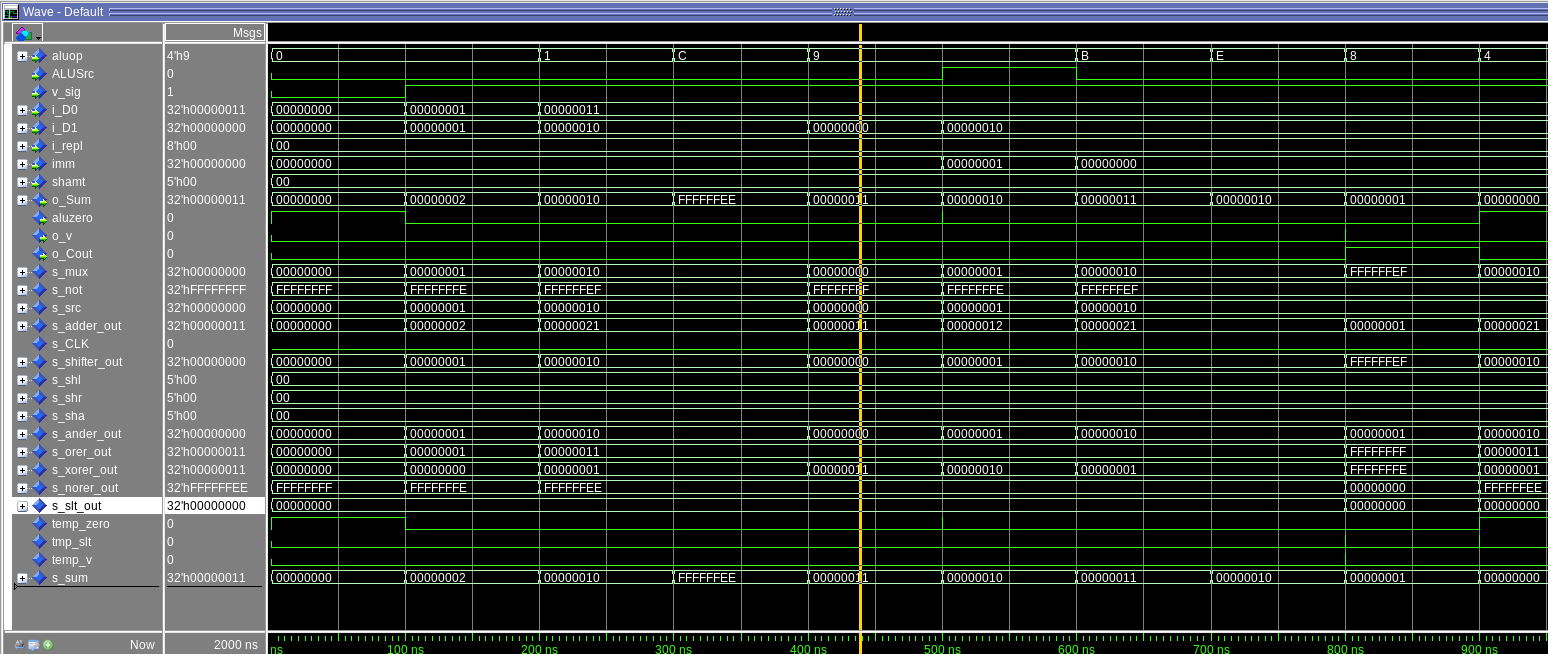 Wave - Default
Msgs
aluop 4'h9 0 1 C 9 B E 8 4
ALUSrc 0
v_sig 1
i_D0 32'h00000011 00000000 00000001 00000011
i_D1 32'h00000000 00000000 00000001 00000010 00000000 00000010
i_repl 8'h00 00
imm 32'h00000000 00000000 00000001 00000000
shamt 5'h00 00
o_Sum 32'h00000011 00000000 00000002 00000010 FFFFFFEE 00000011 00000010 00000011 00000010 00000001 00000000
aluzero 0
o_v 0
o_Cout 0
s_mux 32'h00000000 00000000 00000001 00000010 00000000 00000001 00000010 FFFFFFEF 00000010
s_not 32'hFFFFFFFF FFFFFFFF FFFFFFFE FFFFFFEF FFFFFFFF FFFFFFFE FFFFFFEF
s_src 32'h00000000 00000000 00000001 00000010 00000000 00000001 00000010
s_adder_out 32'h00000011 00000000 00000002 00000021 00000011 00000012 00000021 00000001 00000021
s_CLK 0
s_shifter_out 32'h00000000 00000000 00000001 00000010 00000000 00000001 00000010 FFFFFFEF 00000010
s_shl 5'h00 00
s_shr 5'h00 00
s_sha 5'h00 00
s_ander_out 32'h00000000 00000000 00000001 00000010 00000000 00000001 00000010 00000001 00000010
s_orer_out 32'h00000011 00000000 00000001 00000011 FFFFFFFF 00000011
s_xorer_out 32'h00000011 00000000 00000000 00000001 00000011 00000010 00000001 FFFFFFFE 00000001
s_norer_out 32'hFFFFFFEE FFFFFFFF FFFFFFFE FFFFFFEE 00000000 FFFFFFEE
s_slt_out 32'h00000000 00000000 00000000 00000000
temp_zero 0
tmp_slt 0
temp_v 0
s_sum 32'h00000011 00000000 00000002 00000010 FFFFFFEE 00000011 00000010 00000011 00000010 00000001 00000000
Now 2000 ns ns 100 ns 200 ns 300 ns 400 ns 500 ns 600 ns 700 ns 800 ns 900 ns